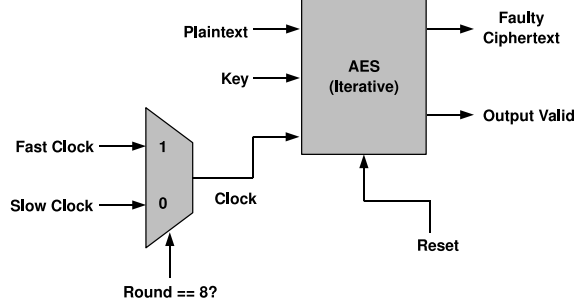 Plaintext
Key
AES
(Iterative)
Faulty
Ciphertext
Output Valid
Fast Clock
1
Slow Clock
0
Clock
Reset
Round == 8?